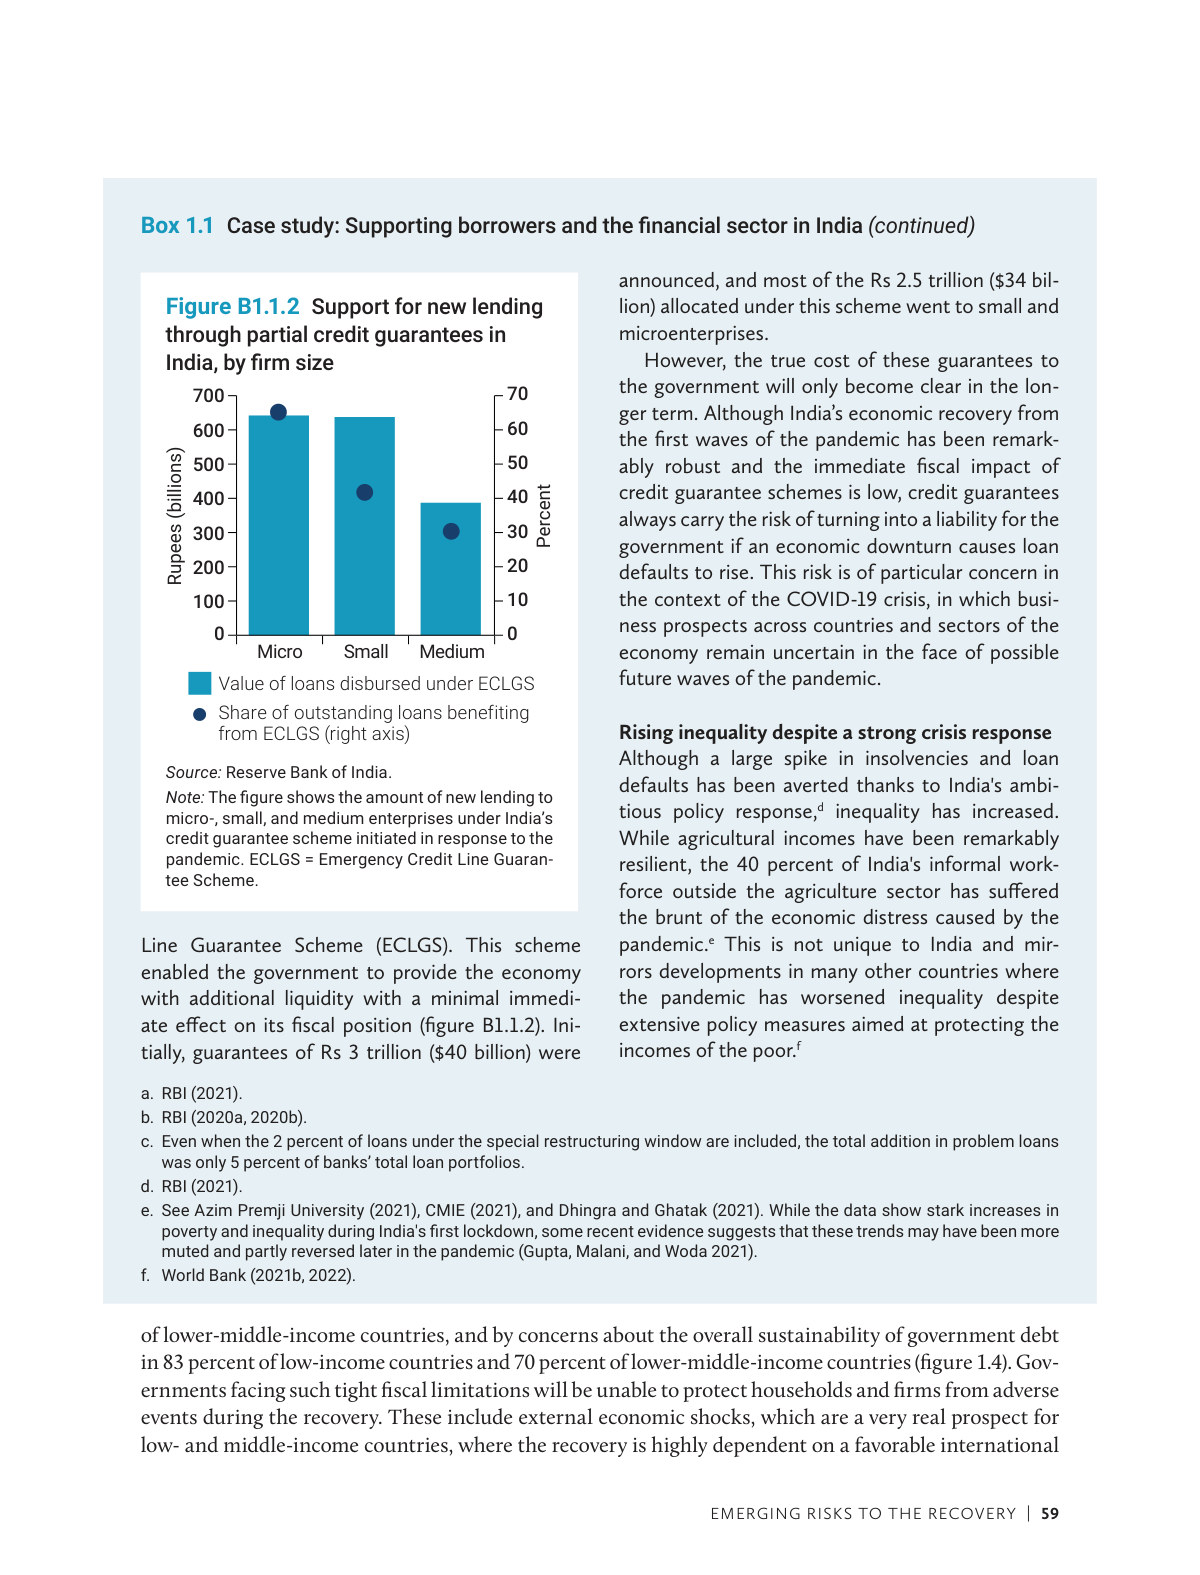 Box 1.1 Case study: Supporting borrowers and the financial sector in India (continued)
Figure B1.1.2 Support for new lending
through partial credit guarantees in
India, by firm size
700
600
500
400
300
200
100
0
Rupees (billions)
70
60
50
40
30
20
10
0
Percent
Micro Small Medium
Value of loans disbursed under ECLGS
Share of outstanding loans benefiting
from ECLGS (right axis)
Source: Reserve Bank of India.
Note: The figure shows the amount of new lending to
micro-, small, and medium enterprises under India's
credit guarantee scheme initiated in response to the
pandemic. ECLGS = Emergency Credit Line Guaran-
tee Scheme.
Line Guarantee Scheme (ECLGS). This scheme
enabled the government to provide the economy
with additional liquidity with a minimal immedi-
ate effect on its fiscal position (figure B1.1.2). Ini-
tially, guarantees of Rs 3 trillion ($40 billion) were
announced, and most of the Rs 2.5 trillion ($34 bil-
lion) allocated under this scheme went to small and
microenterprises.
However, the true cost of these guarantees to
the government will only become clear in the lon-
ger term. Although India's economic recovery from
the first waves of the pandemic has been remark-
ably robust and the immediate fiscal impact of
credit guarantee schemes is low, credit guarantees
always carry the risk of turning into a liability for the
government if an economic downturn causes loan
defaults to rise. This risk is of particular concern in
the context of the COVID-19 crisis, in which busi-
ness prospects across countries and sectors of the
economy remain uncertain in the face of possible
future waves of the pandemic.
Rising inequality despite a strong crisis response
Although a large spike in insolvencies and loan
defaults has been averted thanks to India's ambi-
tious policy response,d inequality has increased.
While agricultural incomes have been remarkably
resilient, the 40 percent of India's informal work-
force outside the agriculture sector has suffered
the brunt of the economic distress caused by the
pandemic.e This is not unique to India and mir-
rors developments in many other countries where
the pandemic has worsened inequality despite
extensive policy measures aimed at protecting the
incomes of the poor.f
a. RBI (2021).
b. RBI (2020a, 2020b).
c. Even when the 2 percent of loans under the special restructuring window are included, the total addition in problem loans
was only 5 percent of banks' total loan portfolios.
d. RBI (2021).
e. See Azim Premji University (2021), CMIE (2021), and Dhingra and Ghatak (2021). While the data show stark increases in
poverty and inequality during India's first lockdown, some recent evidence suggests that these trends may have been more
muted and partly reversed later in the pandemic (Gupta, Malani, and Woda 2021).
f. World Bank (2021b, 2022).
of lower-middle-income countries, and by concerns about the overall sustainability of government debt
in 83 percent of low-income countries and 70 percent of lower-middle-income countries (figure 1.4). Gov-
ernments facing such tight fiscal limitations will be unable to protect households and firms from adverse
events during the recovery. These include external economic shocks, which are a very real prospect for
low- and middle-income countries, where the recovery is highly dependent on a favorable international
EMERGING RISKS TO THE RECOVERY | 59